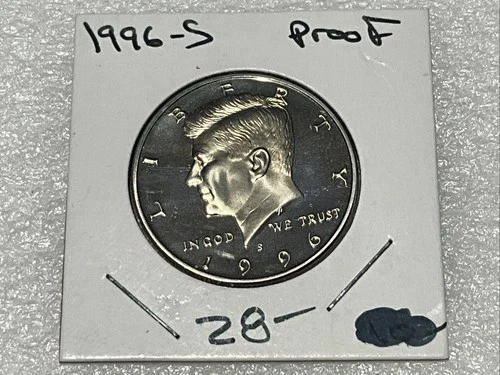 1996-S Proof
LIBERTY
IN GOD WE TRUST
S
1996
28-